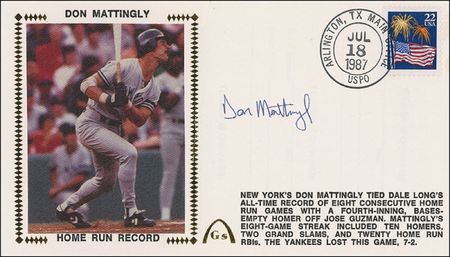 DON MATTINGLY
ARLINGTON, TX MAIN OFFICE
JUL
18
1987
USPO
22
USA
Don Mattingly
HOME RUN RECORD
Gs
NEW YORK'S DON MATTINGLY TIED DALE LONG'S
ALL-TIME RECORD OF EIGHT CONSECUTIVE HOME
RUN GAMES WITH A FOURTH-INNING, BASES-
EMPTY HOMER OFF JOSE GUZMAN. MATTINGLY'S
EIGHT-GAME STREAK INCLUDED TEN HOMERS,
TWO GRAND SLAMS, AND TWENTY HOME RUN
RBIs. THE YANKEES LOST THIS GAME, 7-2.